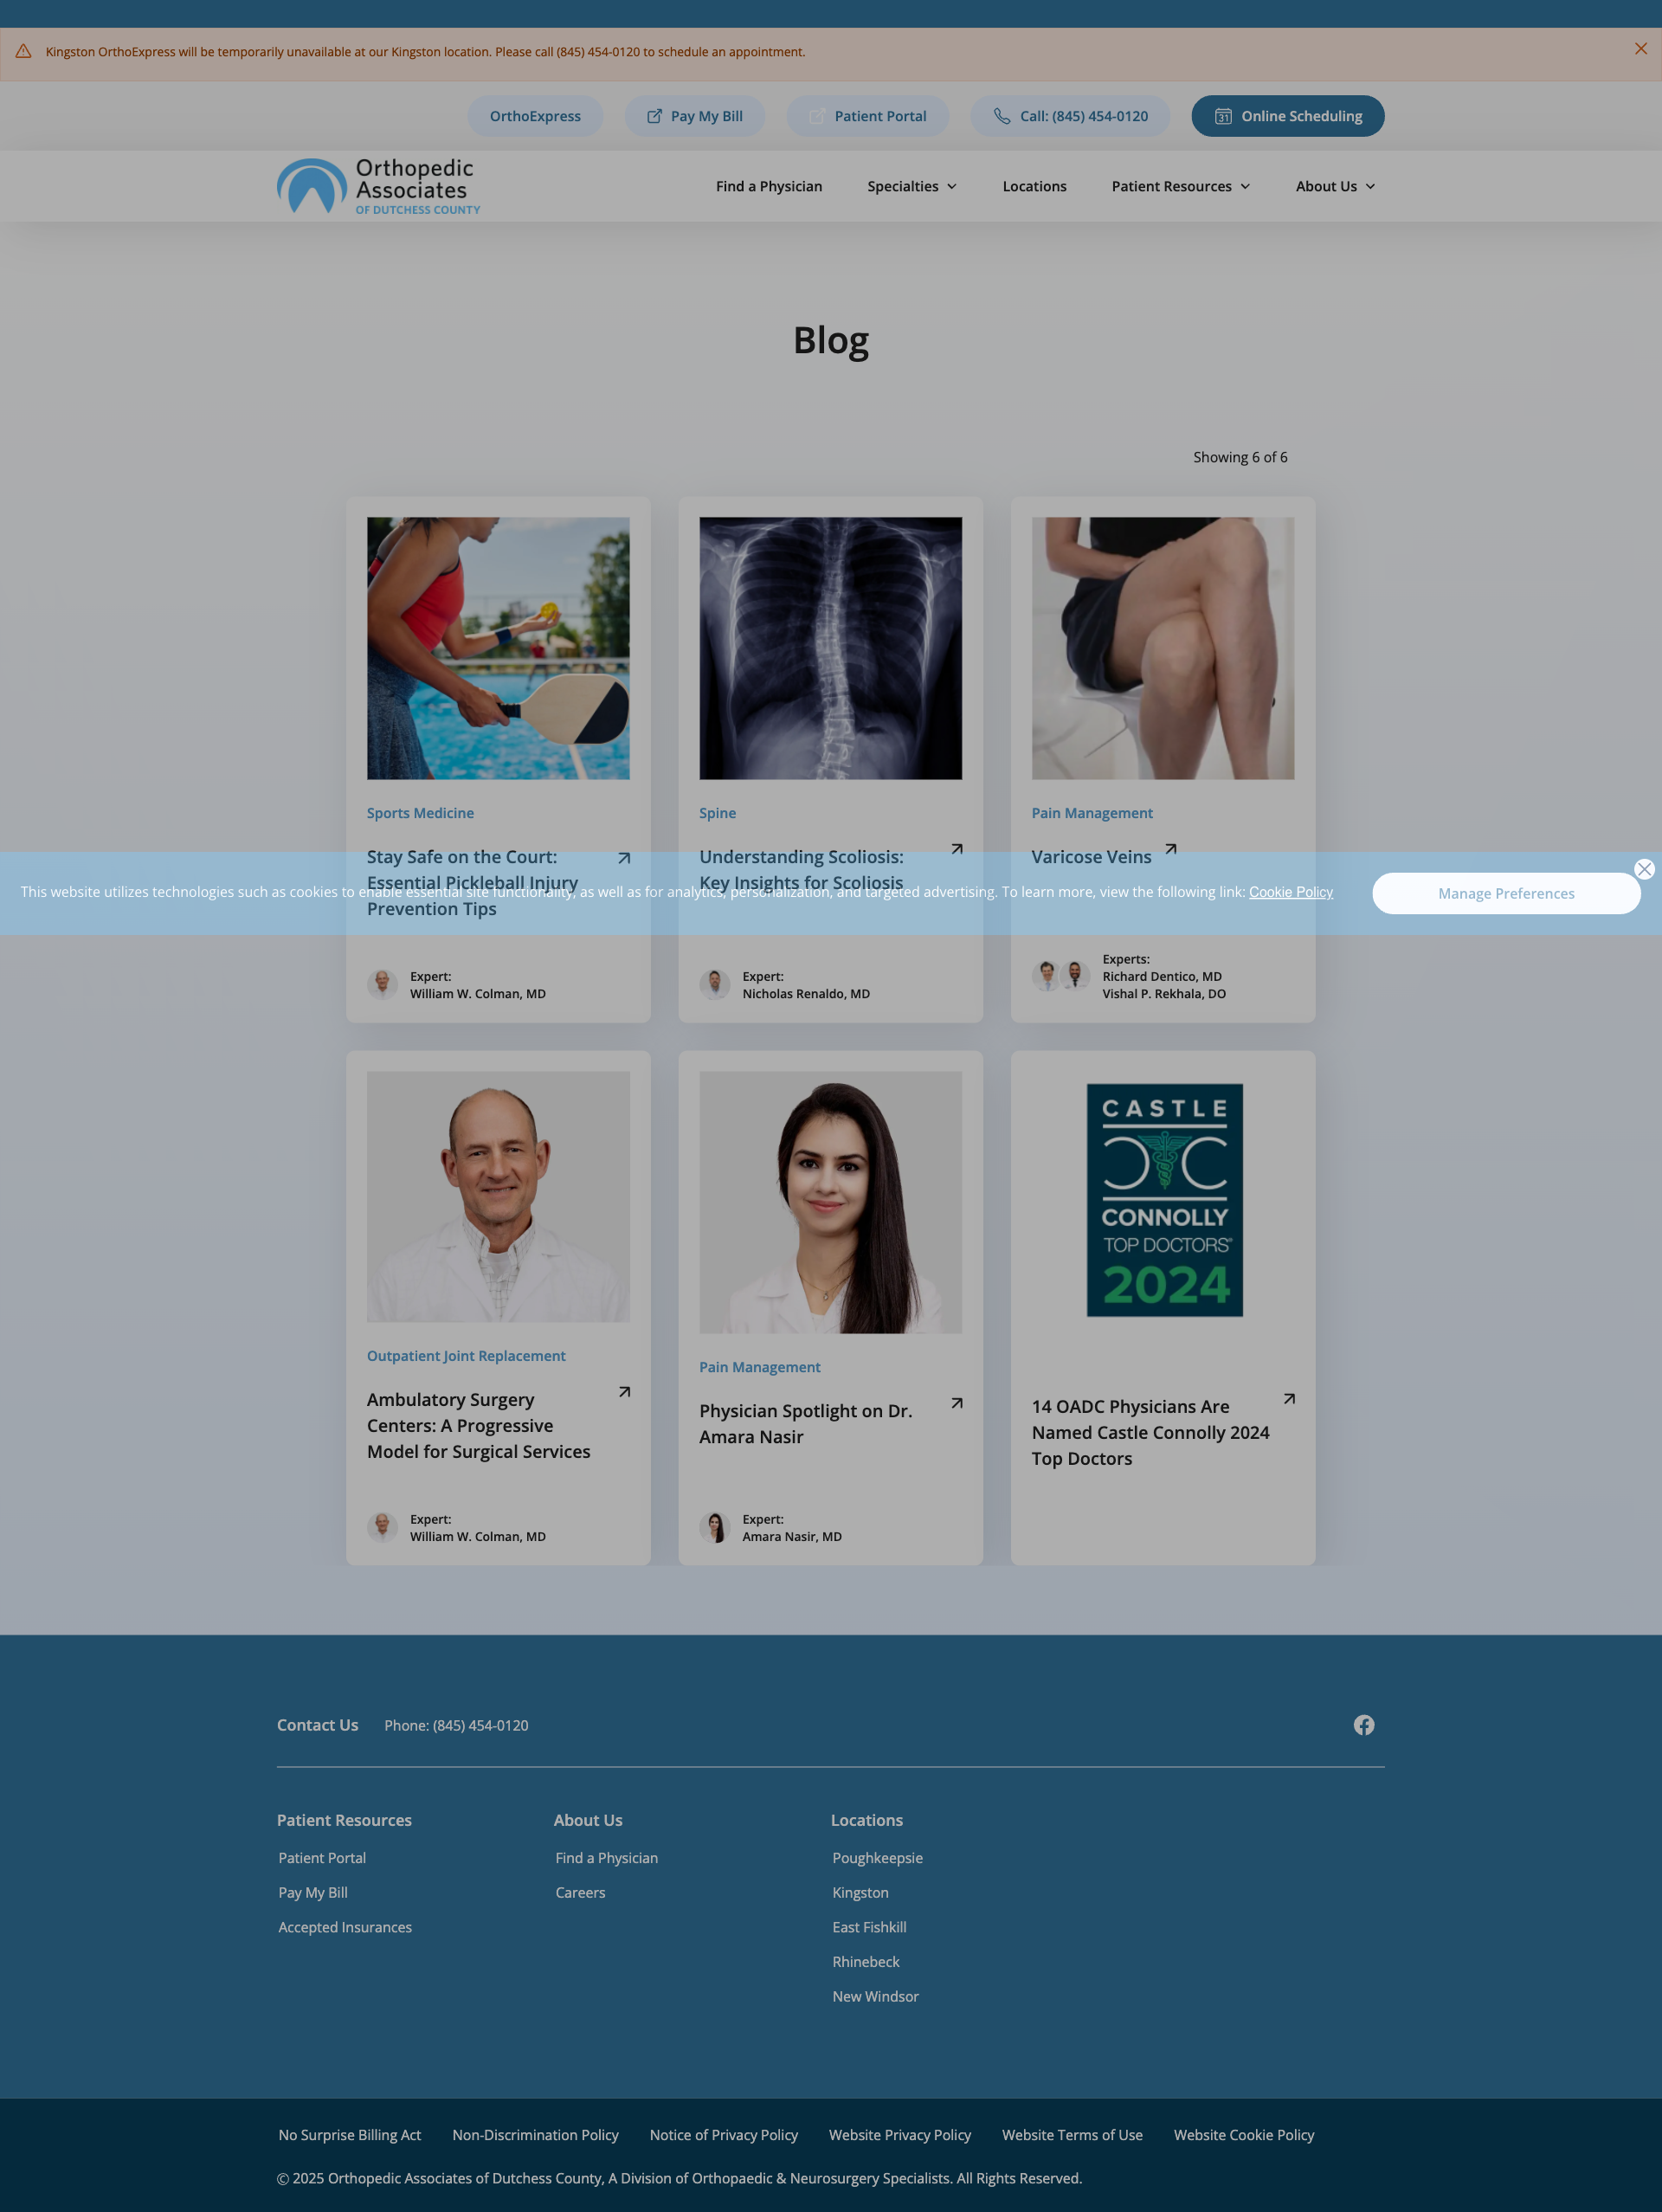 Kingston OrthoExpress will be temporarily unavailable at our Kingston location. Please call (845) 454-0120 to schedule an appointment.
OrthoExpress
Pay My Bill
Patient Portal
Call: (845) 454-0120
Online Scheduling
Orthopedic
Associates
OF DUTCHESS COUNTY
Find a Physician
Specialties
Locations
Patient Resources
About Us
Blog
Showing 6 of 6
Sports Medicine
Stay Safe on the Court:
Essential Pickleball Injury
Prevention Tips
Expert:
William W. Colman, MD
Spine
Understanding Scoliosis:
Key Insights for Scoliosis
Expert:
Nicholas Renaldo, MD
Pain Management
Varicose Veins
Experts:
Richard Dentico, MD
Vishal P. Rekhala, DO
This website utilizes technologies such as cookies to enable essential site functionality, as well as for analytics, personalization, and targeted advertising. To learn more, view the following link: Cookie Policy
Manage Preferences
Outpatient Joint Replacement
Ambulatory Surgery
Centers: A Progressive
Model for Surgical Services
Expert:
William W. Colman, MD
Pain Management
Physician Spotlight on Dr.
Amara Nasir
Expert:
Amara Nasir, MD
CASTLE
CONNOLLY
TOP DOCTORS®
2024
14 OADC Physicians Are
Named Castle Connolly 2024
Top Doctors
Contact Us
Phone: (845) 454-0120
Patient Resources
Patient Portal
Pay My Bill
Accepted Insurances
About Us
Find a Physician
Careers
Locations
Poughkeepsie
Kingston
East Fishkill
Rhinebeck
New Windsor
No Surprise Billing Act
Non-Discrimination Policy
Notice of Privacy Policy
Website Privacy Policy
Website Terms of Use
Website Cookie Policy
© 2025 Orthopedic Associates of Dutchess County, A Division of Orthopaedic & Neurosurgery Specialists. All Rights Reserved.